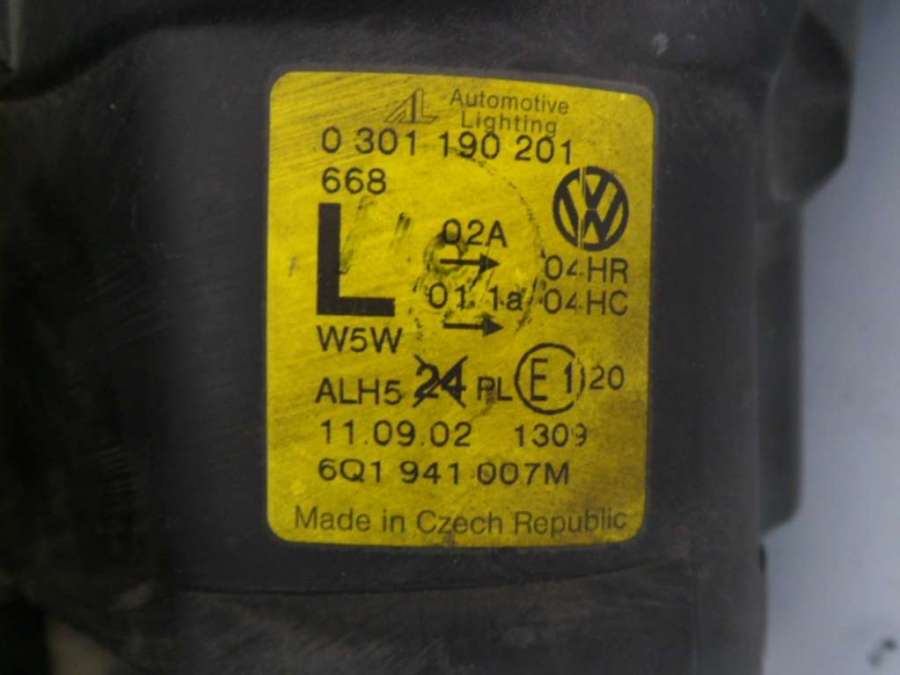 AL Automotive
Lighting
0 301 190 201
668
L
02A
04HR
01 1a 04HC
W5W
ALH5 24 PL E1 20
11.09.02 1309
6Q1 941 007M
Made in Czech Republic